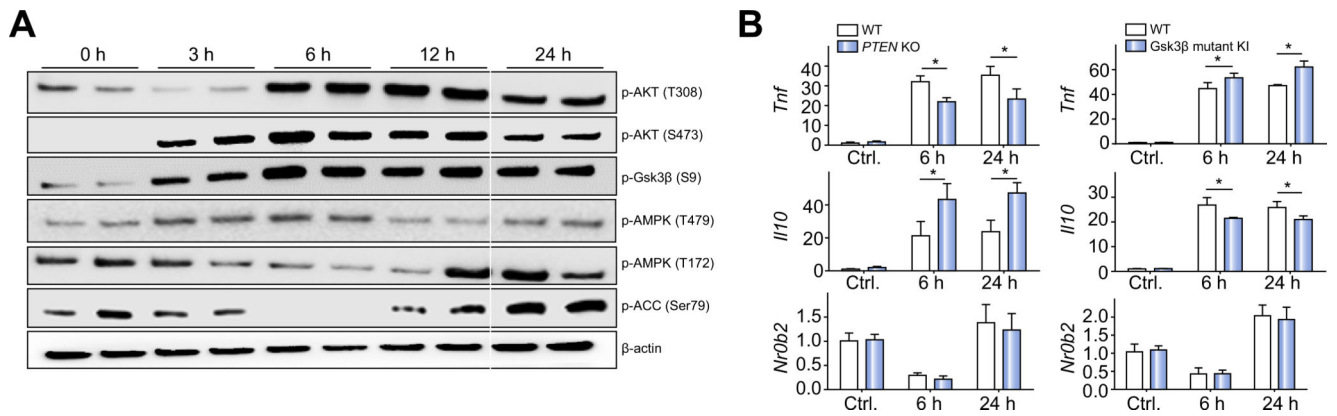 A
0 h 3 h 6 h 12 h 24 h
p-AKT (T308)
p-AKT (S473)
p-Gsk3β (S9)
p-AMPK (T479)
p-AMPK (T172)
p-ACC (Ser79)
β-actin
B
WT
PTEN KO
Tnf
40
30
20
10
0
Ctrl. 6 h 24 h
* *
WT
Gsk3β mutant KI
Tnf
60
40
20
0
Ctrl. 6 h 24 h
* *
Il10
60
40
20
0
Ctrl. 6 h 24 h
* *
Il10
40
30
20
10
0
Ctrl. 6 h 24 h
* *
Nr0b2
1.5
1.0
0.5
0.0
Ctrl. 6 h 24 h
Nr0b2
2.0
1.5
1.0
0.5
0.0
Ctrl. 6 h 24 h